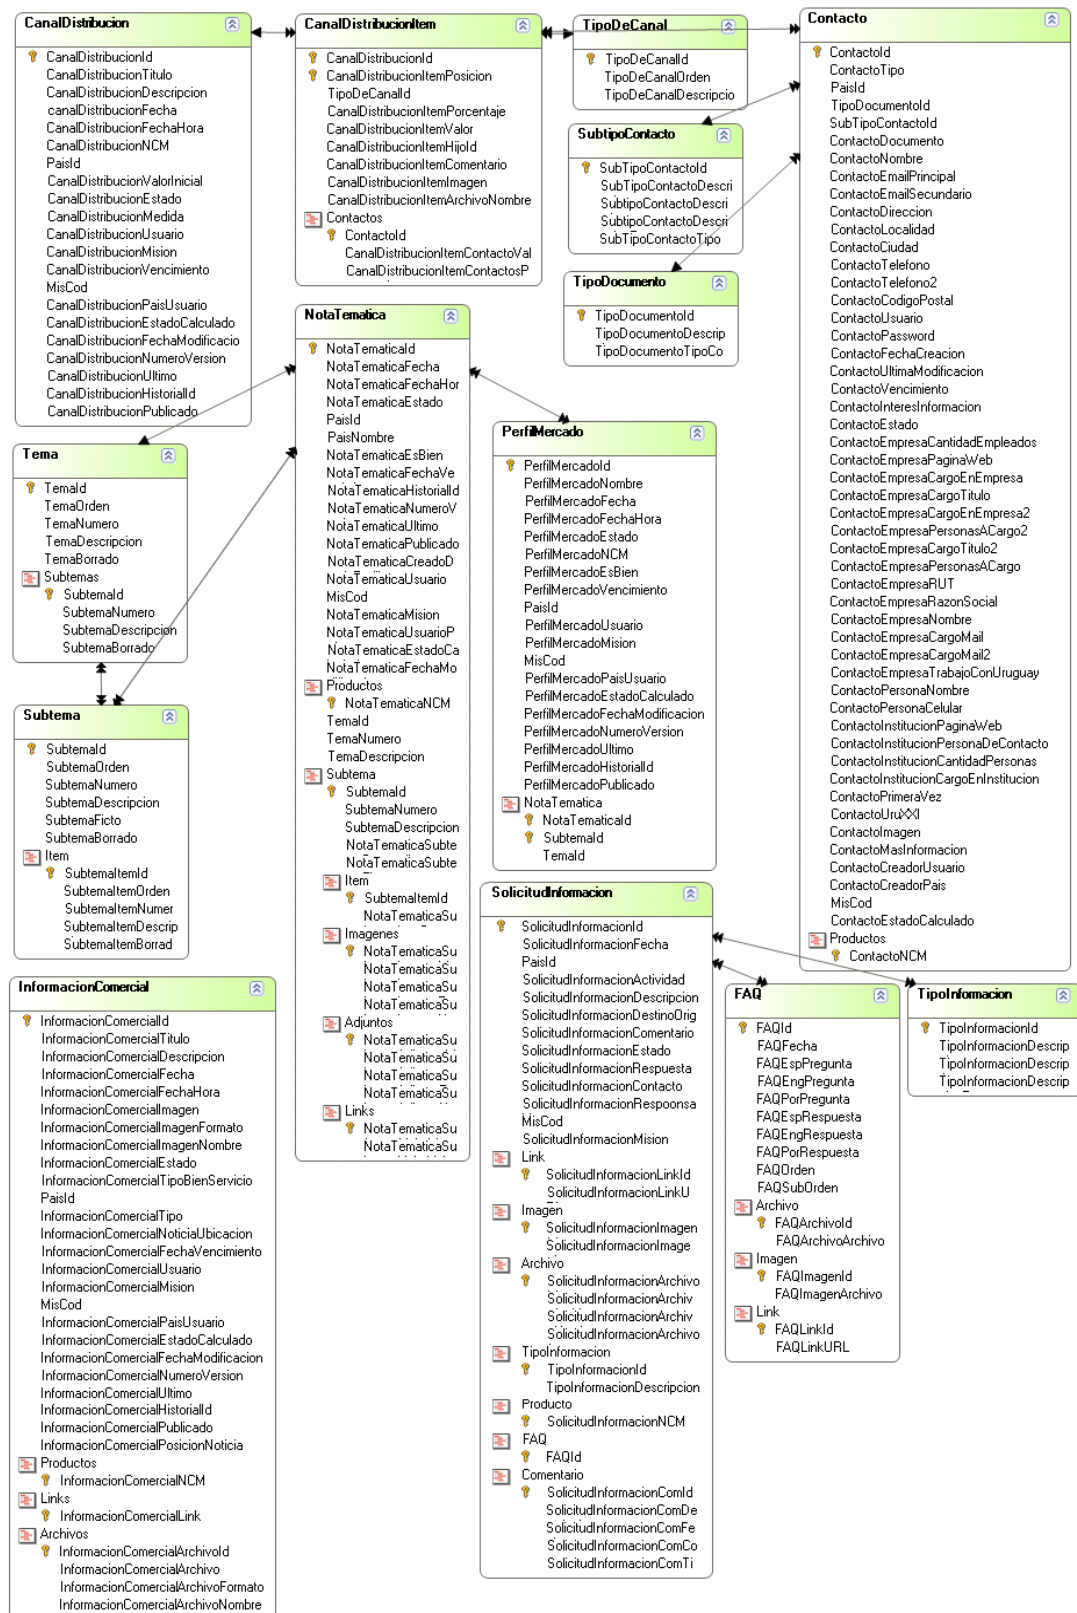 CanalDistribucion
CanalDistribucionId
CanalDistribucionTitulo
CanalDistribucionDescripcion
canalDistribucionFecha
CanalDistribucionFechaHora
CanalDistribucionNCM
PaisId
CanalDistribucionValorInicial
CanalDistribucionEstado
CanalDistribucionMedida
CanalDistribucionUsuario
CanalDistribucionMision
CanalDistribucionVencimiento
MisCod
CanalDistribucionPaisUsuario
CanalDistribucionEstadoCalculado
CanalDistribucionFechaModificacio
CanalDistribucionNumeroVersion
CanalDistribucionUltimo
CanalDistribucionHistorialId
CanalDistribucionPublicado
CanalDistribucionItem
CanalDistribucionId
CanalDistribucionItemPosicion
TipoDeCanalId
CanalDistribucionItemPorcentaje
CanalDistribucionItemValor
CanalDistribucionItemHijoId
CanalDistribucionItemComentario
CanalDistribucionItemImagen
CanalDistribucionItemArchivoNombre
Contactos
ContactoId
CanalDistribucionItemContactoVal
CanalDistribucionItemContactosP
TipoDeCanal
TipoDeCanalId
TipoDeCanalOrden
TipoDeCanalDescripcio
SubtipoContacto
SubTipoContactoId
SubTipoContactoDescri
SubtipoContactoDescri
SubtipoContactoDescri
SubTipoContactoTipo
TipoDocumento
TipoDocumentoId
TipoDocumentoDescrip
TipoDocumentoTipoCo
Contacto
ContactoId
ContactoTipo
PaisId
TipoDocumentoId
SubTipoContactoId
ContactoDocumento
ContactoNombre
ContactoEmailPrincipal
ContactoEmailSecundario
ContactoDireccion
ContactoLocalidad
ContactoCiudad
ContactoTelefono
ContactoTelefono2
ContactoCodigoPostal
ContactoUsuario
ContactoPassword
ContactoFechaCreacion
ContactoUltimaModificacion
ContactoVencimiento
ContactoInteresInformacion
ContactoEstado
ContactoEmpresaCantidadEmpleados
ContactoEmpresaPaginaWeb
ContactoEmpresaCargoEnEmpresa
ContactoEmpresaCargoTitulo
ContactoEmpresaCargoEnEmpresa2
ContactoEmpresaPersonasACargo2
ContactoEmpresaCargoTitulo2
ContactoEmpresaPersonasACargo
ContactoEmpresaRUT
ContactoEmpresaRazonSocial
ContactoEmpresaNombre
ContactoEmpresaCargoMail
ContactoEmpresaCargoMail2
ContactoEmpresaTrabajoConUruguay
ContactoPersonaNombre
ContactoPersonaCelular
ContactoInstitucionPaginaWeb
ContactoInstitucionPersonaDeContacto
ContactoInstitucionCantidadPersonas
ContactoInstitucionCargoEnInstitucion
ContactoPrimeraVez
ContactoUruXXI
ContactoImagen
ContactoMasInformacion
ContactoCreadorUsuario
ContactoCreadorPais
MisCod
ContactoEstadoCalculado
Productos
ContactoNCM
NotaTematica
NotaTematicaId
NotaTematicaFecha
NotaTematicaFechaHor
NotaTematicaEstado
PaisId
PaisNombre
NotaTematicaEsBien
NotaTematicaFechaVe
NotaTematicaHistorialId
NotaTematicaNumeroV
NotaTematicaUltimo
NotaTematicaPublicado
NotaTematicaCreadoD
NotaTematicaUsuario
MisCod
NotaTematicaMision
NotaTematicaUsuarioP
NotaTematicaEstadoCa
NotaTematicaFechaMo
Productos
NotaTematicaNCM
TemaId
TemaNumero
TemaDescripcion
Subtema
SubtemaId
SubtemaNumero
SubtemaDescripcion
NotaTematicaSubte
NotaTematicaSubte
Item
SubtemaItemId
NotaTematicaSu
Imagenes
NotaTematicaSu
NotaTematicaSu
NotaTematicaSu
NotaTematicaSu
Adjuntos
NotaTematicaSu
NotaTematicaSu
NotaTematicaSu
NotaTematicaSu
Links
NotaTematicaSu
NotaTematicaSu
Tema
TemaId
TemaOrden
TemaNumero
TemaDescripcion
TemaBorrado
Subtemas
SubtemaId
SubtemaNumero
SubtemaDescripcion
SubtemaBorrado
Subtema
SubtemaId
SubtemaOrden
SubtemaNumero
SubtemaDescripcion
SubtemaFicto
SubtemaBorrado
Item
SubtemaItemId
SubtemaItemOrden
SubtemaItemNumer
SubtemaItemDescrip
SubtemaItemBorrad
PerfilMercado
PerfilMercadoId
PerfilMercadoNombre
PerfilMercadoFecha
PerfilMercadoFechaHora
PerfilMercadoEstado
PerfilMercadoNCM
PerfilMercadoEsBien
PerfilMercadoVencimiento
PaisId
PerfilMercadoUsuario
PerfilMercadoMision
MisCod
PerfilMercadoPaisUsuario
PerfilMercadoEstadoCalculado
PerfilMercadoFechaModificacion
PerfilMercadoNumeroVersion
PerfilMercadoUltimo
PerfilMercadoHistorialId
PerfilMercadoPublicado
NotaTematica
NotaTematicaId
SubtemaId
TemaId
InformacionComercial
InformacionComercialId
InformacionComercialTitulo
InformacionComercialDescripcion
InformacionComercialFecha
InformacionComercialFechaHora
InformacionComercialImagen
InformacionComercialImagenFormato
InformacionComercialImagenNombre
InformacionComercialEstado
InformacionComercialTipoBienServicio
PaisId
InformacionComercialTipo
InformacionComercialNoticiaUbicacion
InformacionComercialFechaVencimiento
InformacionComercialUsuario
InformacionComercialMision
MisCod
InformacionComercialPaisUsuario
InformacionComercialEstadoCalculado
InformacionComercialFechaModificacion
InformacionComercialNumeroVersion
InformacionComercialUltimo
InformacionComercialHistorialId
InformacionComercialPublicado
InformacionComercialPosicionNoticia
Productos
InformacionComercialNCM
Links
InformacionComercialLink
Archivos
InformacionComercialArchivoId
InformacionComercialArchivo
InformacionComercialArchivoFormato
InformacionComercialArchivoNombre
SolicitudInformacion
SolicitudInformacionId
SolicitudInformacionFecha
PaisId
SolicitudInformacionActividad
SolicitudInformacionDescripcion
SolicitudInformacionDestinoOrig
SolicitudInformacionComentario
SolicitudInformacionEstado
SolicitudInformacionRespuesta
SolicitudInformacionContacto
SolicitudInformacionRespoonsa
MisCod
SolicitudInformacionMision
Link
SolicitudInformacionLinkId
SolicitudInformacionLinkU
Imagen
SolicitudInformacionImagen
SolicitudInformacionImage
Archivo
SolicitudInformacionArchivo
SolicitudInformacionArchiv
SolicitudInformacionArchiv
SolicitudInformacionArchivo
TipoInformacion
TipoInformacionId
TipoInformacionDescripcion
Producto
SolicitudInformacionNCM
FAQ
FAQId
Comentario
SolicitudInformacionComId
SolicitudInformacionComDe
SolicitudInformacionComFe
SolicitudInformacionComCo
SolicitudInformacionComTi
FAQ
FAQId
FAQFecha
FAQEspPregunta
FAQEngPregunta
FAQPorPregunta
FAQEspRespuesta
FAQEngRespuesta
FAQPorRespuesta
FAQOrden
FAQSubOrden
Archivo
FAQArchivoId
FAQArchivoArchivo
Imagen
FAQImagenId
FAQImagenArchivo
Link
FAQLinkId
FAQLinkURL
TipoInformacion
TipoInformacionId
TipoInformacionDescrip
TipoInformacionDescrip
TipoInformacionDescrip